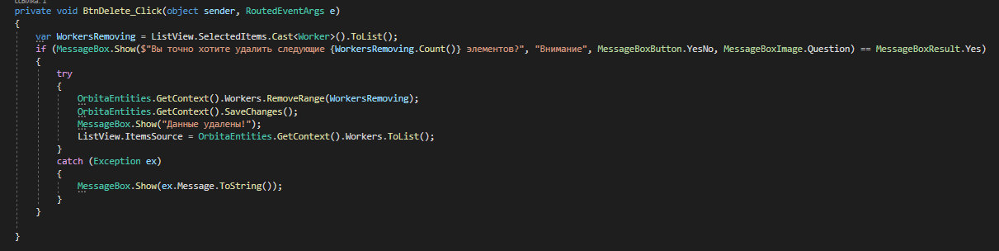 ссылка: 1
private void BtnDelete_Click(object sender, RoutedEventArgs e)
{
var WorkersRemoving = ListView.SelectedItems.Cast<Worker>().ToList();
if (MessageBox.Show($"Вы точно хотите удалить следующие {WorkersRemoving.Count()} элементов?", "Внимание", MessageBoxButton.YesNo, MessageBoxImage.Question) == MessageBoxResult.Yes)
{
try
{
OrbitaEntities.GetContext().Workers.RemoveRange(WorkersRemoving);
OrbitaEntities.GetContext().SaveChanges();
MessageBox.Show("Данные удалены!");
ListView.ItemsSource = OrbitaEntities.GetContext().Workers.ToList();
}
catch (Exception ex)
{
MessageBox.Show(ex.Message.ToString());
}
}
}